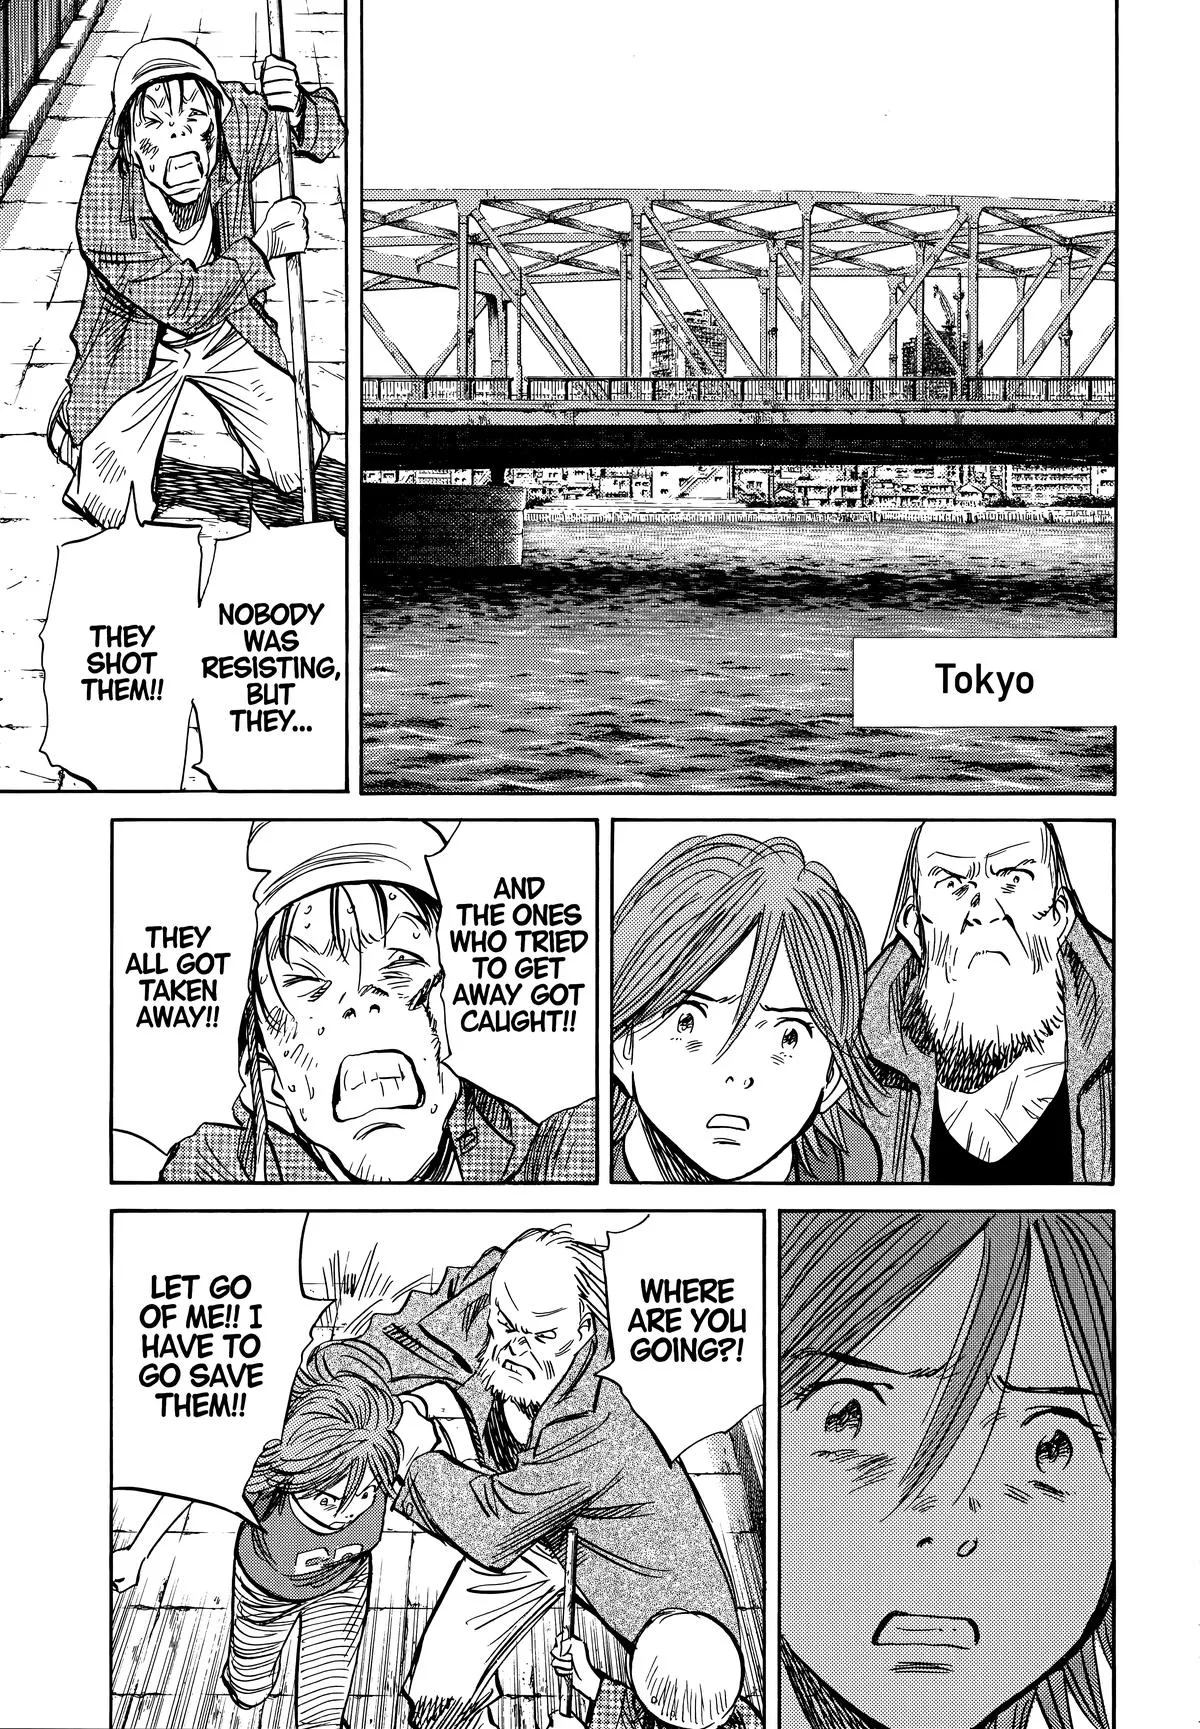 Tokyo
NOBODY
WAS
RESISTING,
BUT
THEY...
THEY
SHOT
THEM!!
AND
THE ONES
WHO TRIED
TO GET
AWAY GOT
CAUGHT!!
THEY
ALL GOT
TAKEN
AWAY!!
WHERE
ARE YOU
GOING?!
LET GO
OF ME!! I
HAVE TO
GO SAVE
THEM!!